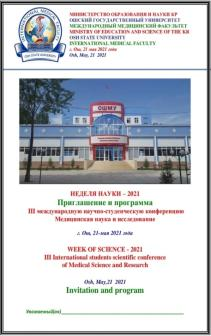 МИНИСТЕРСТВО ОБРАЗОВАНИЯ И НАУКИ КР
ОШСКИЙ ГОСУДАРСТВЕННЫЙ УНИВЕРСИТЕТ
МЕЖДУНАРОДНЫЙ МЕДИЦИНСКИЙ ФАКУЛЬТЕТ
MINISTRY OF EDUCATION AND SCIENCE OF THE KR
OSH STATE UNIVERSITY
INTERNATIONAL MEDICAL FACULTY
г. Ош, 21 мая 2021 года
Osh, May, 21 2021
ОШМУ
НЕДЕЛЯ НАУКИ - 2021
Приглашение и программа
III международную научно-студенческую конференцию
Медицинская наука и исследование
г. Ош, 21-мая 2021 года
WEEK OF SCIENCE - 2021
III International students scientific conference
of Medical Science and Research
Osh, May,21 2021
Invitation and program
Уважаемый(ая)